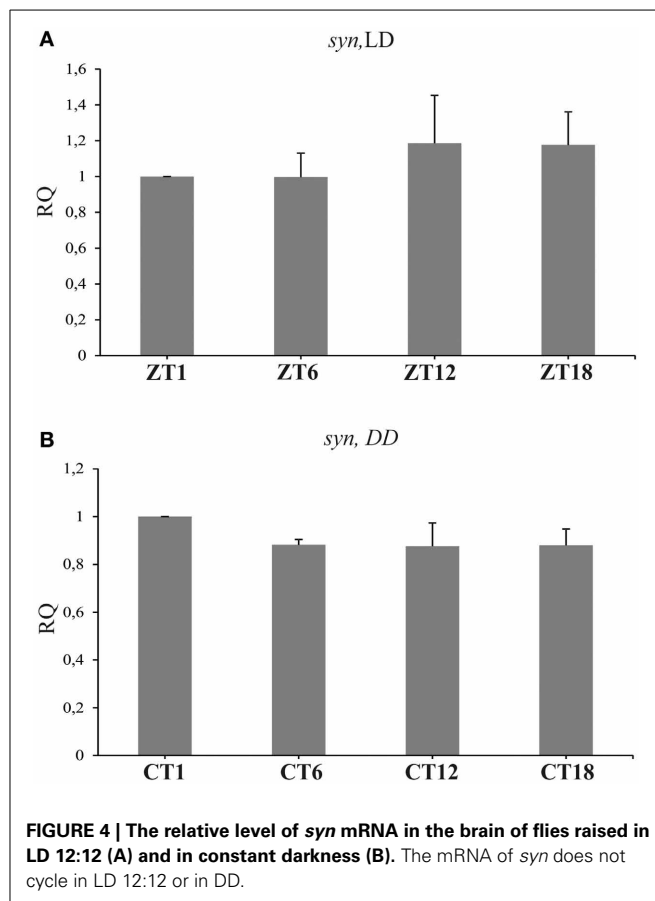 A
syn,LD
1,6
1,4
1,2
1
0,8
0,6
0,4
0,2
0
RQ
ZT1 ZT6 ZT12 ZT18
B
syn, DD
1,2
1
0,8
0,6
0,4
0,2
0
RQ
CT1 CT6 CT12 CT18
FIGURE 4 | The relative level of syn mRNA in the brain of flies raised in
LD 12:12 (A) and in constant darkness (B). The mRNA of syn does not
cycle in LD 12:12 or in DD.